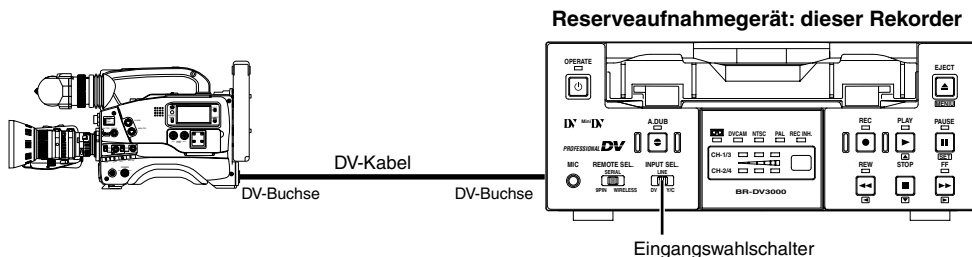 Reserveaufnahmegerät: dieser Rekorder
OPERATE
EJECT
MENU
DV Mini DV
PROFESSIONAL DV
A.DUB
DVCAM NTSC PAL REC INH.
REC PLAY PAUSE
SET
MIC
REMOTE SEL.
SERIAL
9PIN WIRELESS
INPUT SEL.
LINE
DV Y/C
CH-1/3
CH-2/4
BR-DV3000
REW STOP FF
DV-Kabel
DV-Buchse
DV-Buchse
Eingangswahlschalter